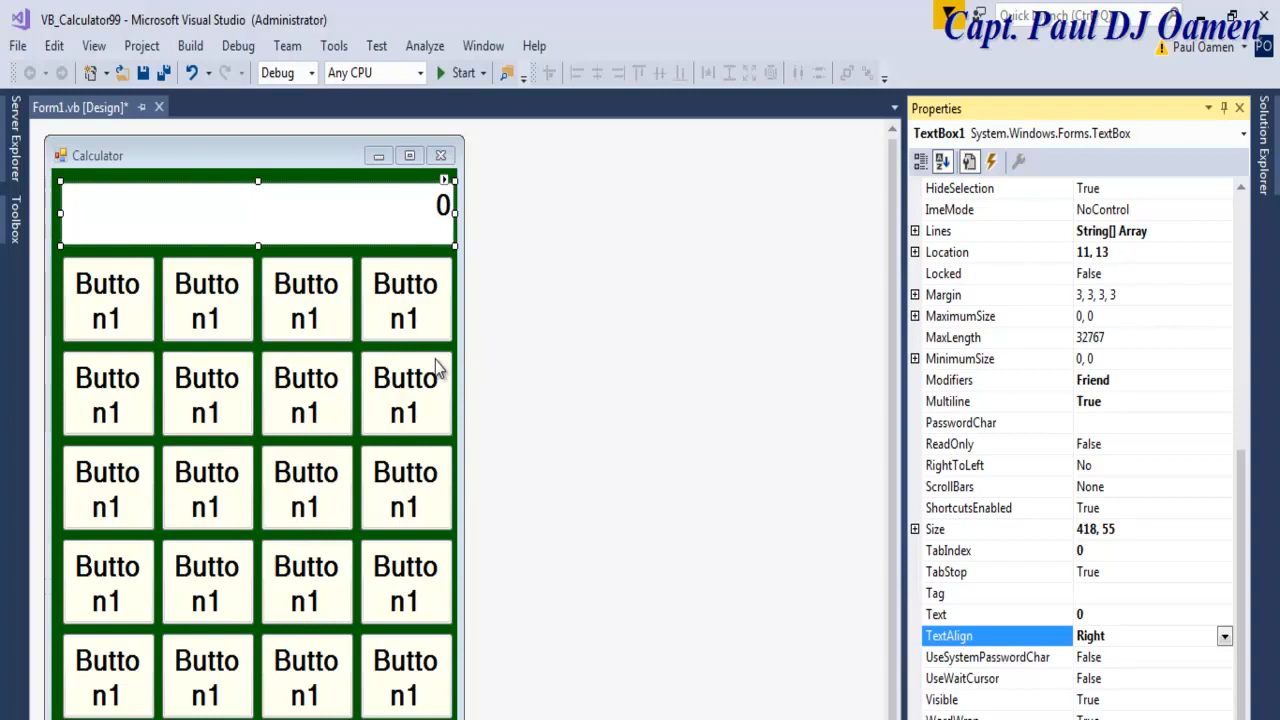 VB_Calculator99 - Microsoft Visual Studio (Administrator)
Quick Launch (Ctrl+Q)
Capt. Paul DJ Oamen
File Edit View Project Build Debug Team Tools Test Analyze Window Help
Paul Oamen
PO
Debug Any CPU Start
Server Explorer
Toolbox
Form1.vb [Design]*
Calculator
0
Butto
n1
Butto
n1
Butto
n1
Butto
n1
Butto
n1
Butto
n1
Butto
n1
Butto
n1
Butto
n1
Butto
n1
Butto
n1
Butto
n1
Butto
n1
Butto
n1
Butto
n1
Butto
n1
Butto
n1
Butto
n1
Butto
n1
Butto
n1
Properties
TextBox1 System.Windows.Forms.TextBox
HideSelection True
ImeMode NoControl
Lines String[] Array
Location 11, 13
Locked False
Margin 3, 3, 3, 3
MaximumSize 0, 0
MaxLength 32767
MinimumSize 0, 0
Modifiers Friend
Multiline True
PasswordChar
ReadOnly False
RightToLeft No
ScrollBars None
ShortcutsEnabled True
Size 418, 55
TabIndex 0
TabStop True
Tag
Text 0
TextAlign Right
UseSystemPasswordChar False
UseWaitCursor False
Visible True
WordWrap True
Solution Explorer